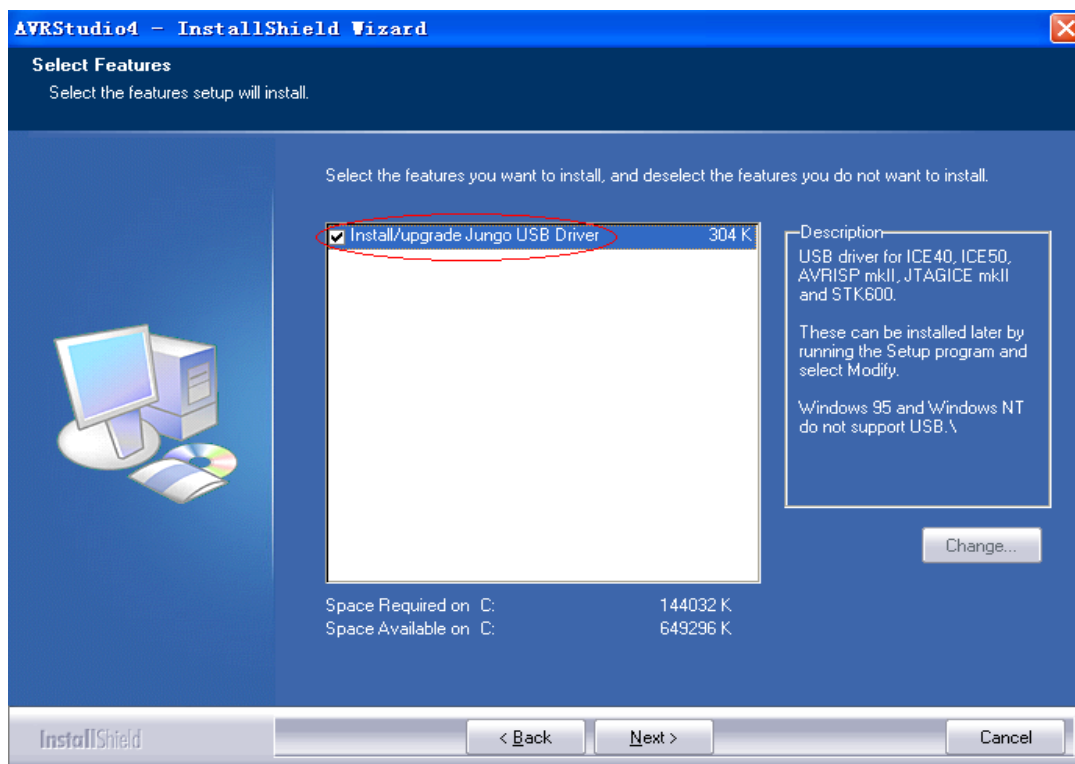 AVRStudio4 - InstallShield Wizard
Select Features
Select the features setup will install.
Select the features you want to install, and deselect the features you do not want to install.
Install/upgrade Jungo USB Driver 304 K
Description
USB driver for ICE40, ICE50,
AVRISP mkII, JTAGICE mkII
and STK600.
These can be installed later by
running the Setup program and
select Modify.
Windows 95 and Windows NT
do not support USB.\
Change...
Space Required on C: 144032 K
Space Available on C: 649296 K
InstallShield
< Back
Next >
Cancel